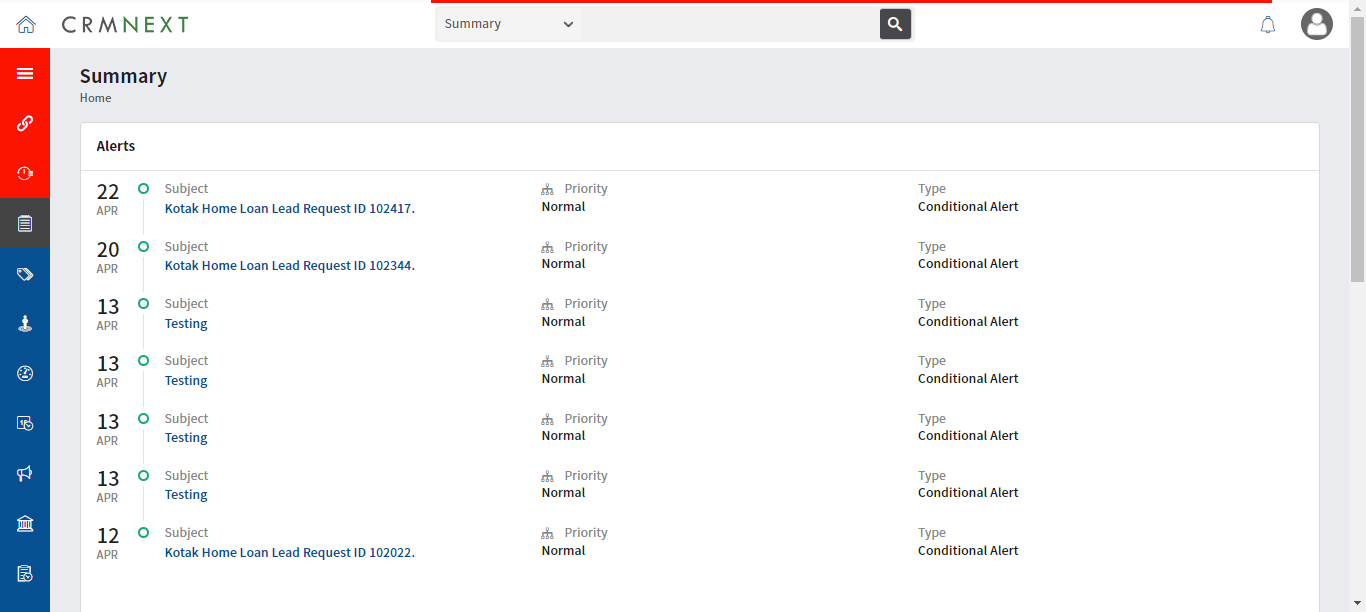 CRMNEXT
Summary
Summary
Home
Alerts
22 Subject Priority Type
APR Kotak Home Loan Lead Request ID 102417. Normal Conditional Alert
20 Subject Priority Type
APR Kotak Home Loan Lead Request ID 102344. Normal Conditional Alert
13 Subject Priority Type
APR Testing Normal Conditional Alert
13 Subject Priority Type
APR Testing Normal Conditional Alert
13 Subject Priority Type
APR Testing Normal Conditional Alert
13 Subject Priority Type
APR Testing Normal Conditional Alert
12 Subject Priority Type
APR Kotak Home Loan Lead Request ID 102022. Normal Conditional Alert